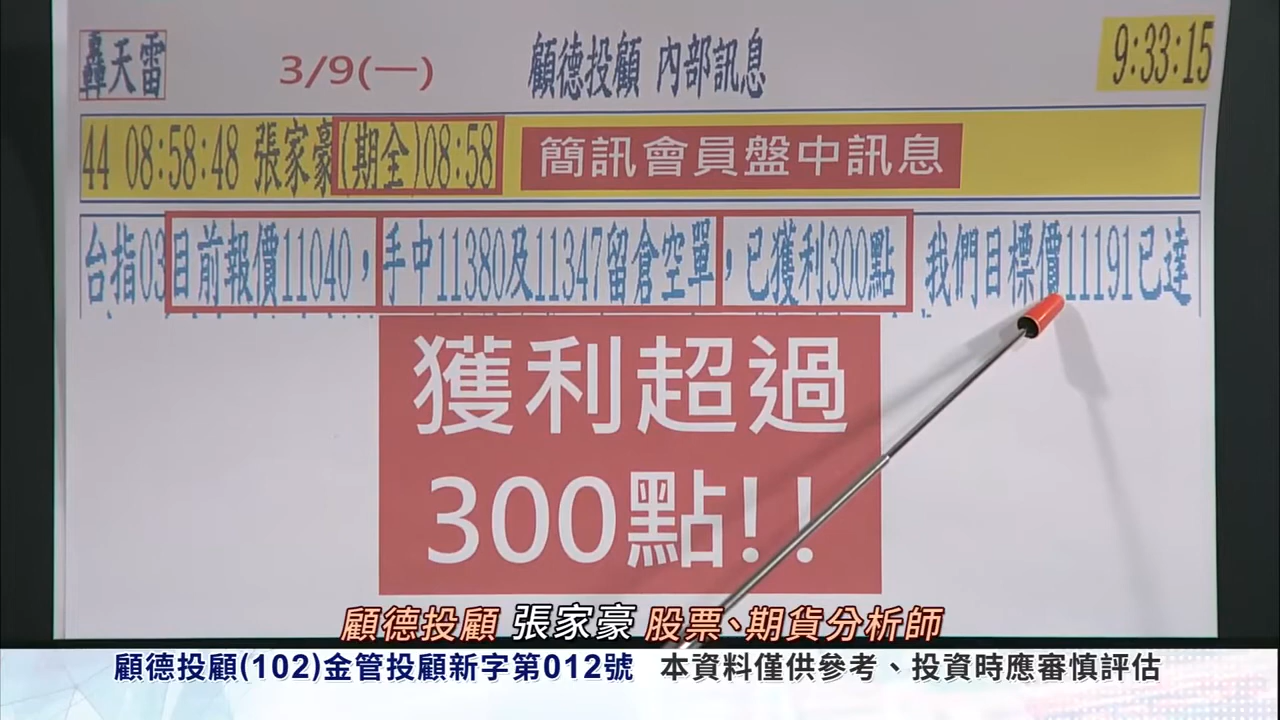 轟天雷
3/9(一)
顧德投顧 內部訊息
9:33:15
44 08:58:48 張家豪(期全)08:58
簡訊會員盤中訊息
台指03目前報價11040，手中11380及11347留倉空單，已獲利300點 我們目標價11191已達
獲利超過
300點!!
顧德投顧 張家豪 股票、期貨分析師
顧德投顧(102)金管投顧新字第012號 本資料僅供參考、投資時應審慎評估